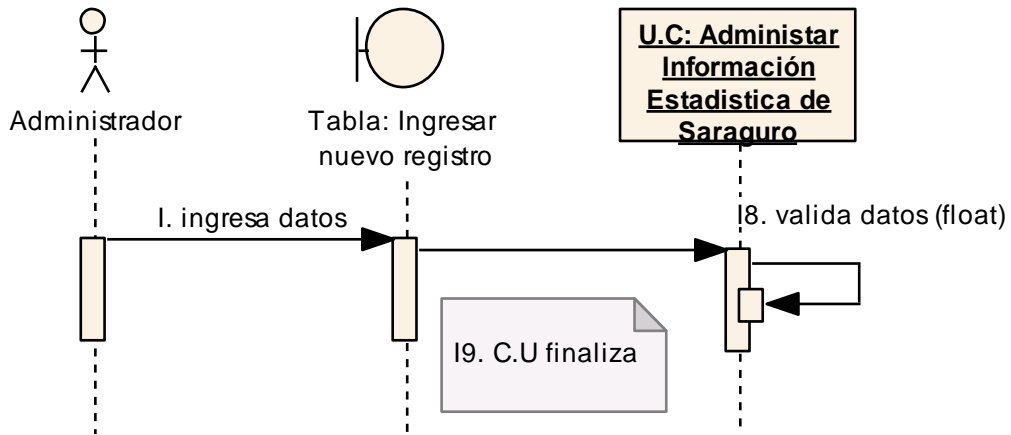 Administrador
Tabla: Ingresar
nuevo registro
U.C: Administar
Información
Estadistica de
Saraguro
I. ingresa datos
I8. valida datos (float)
I9. C.U finaliza